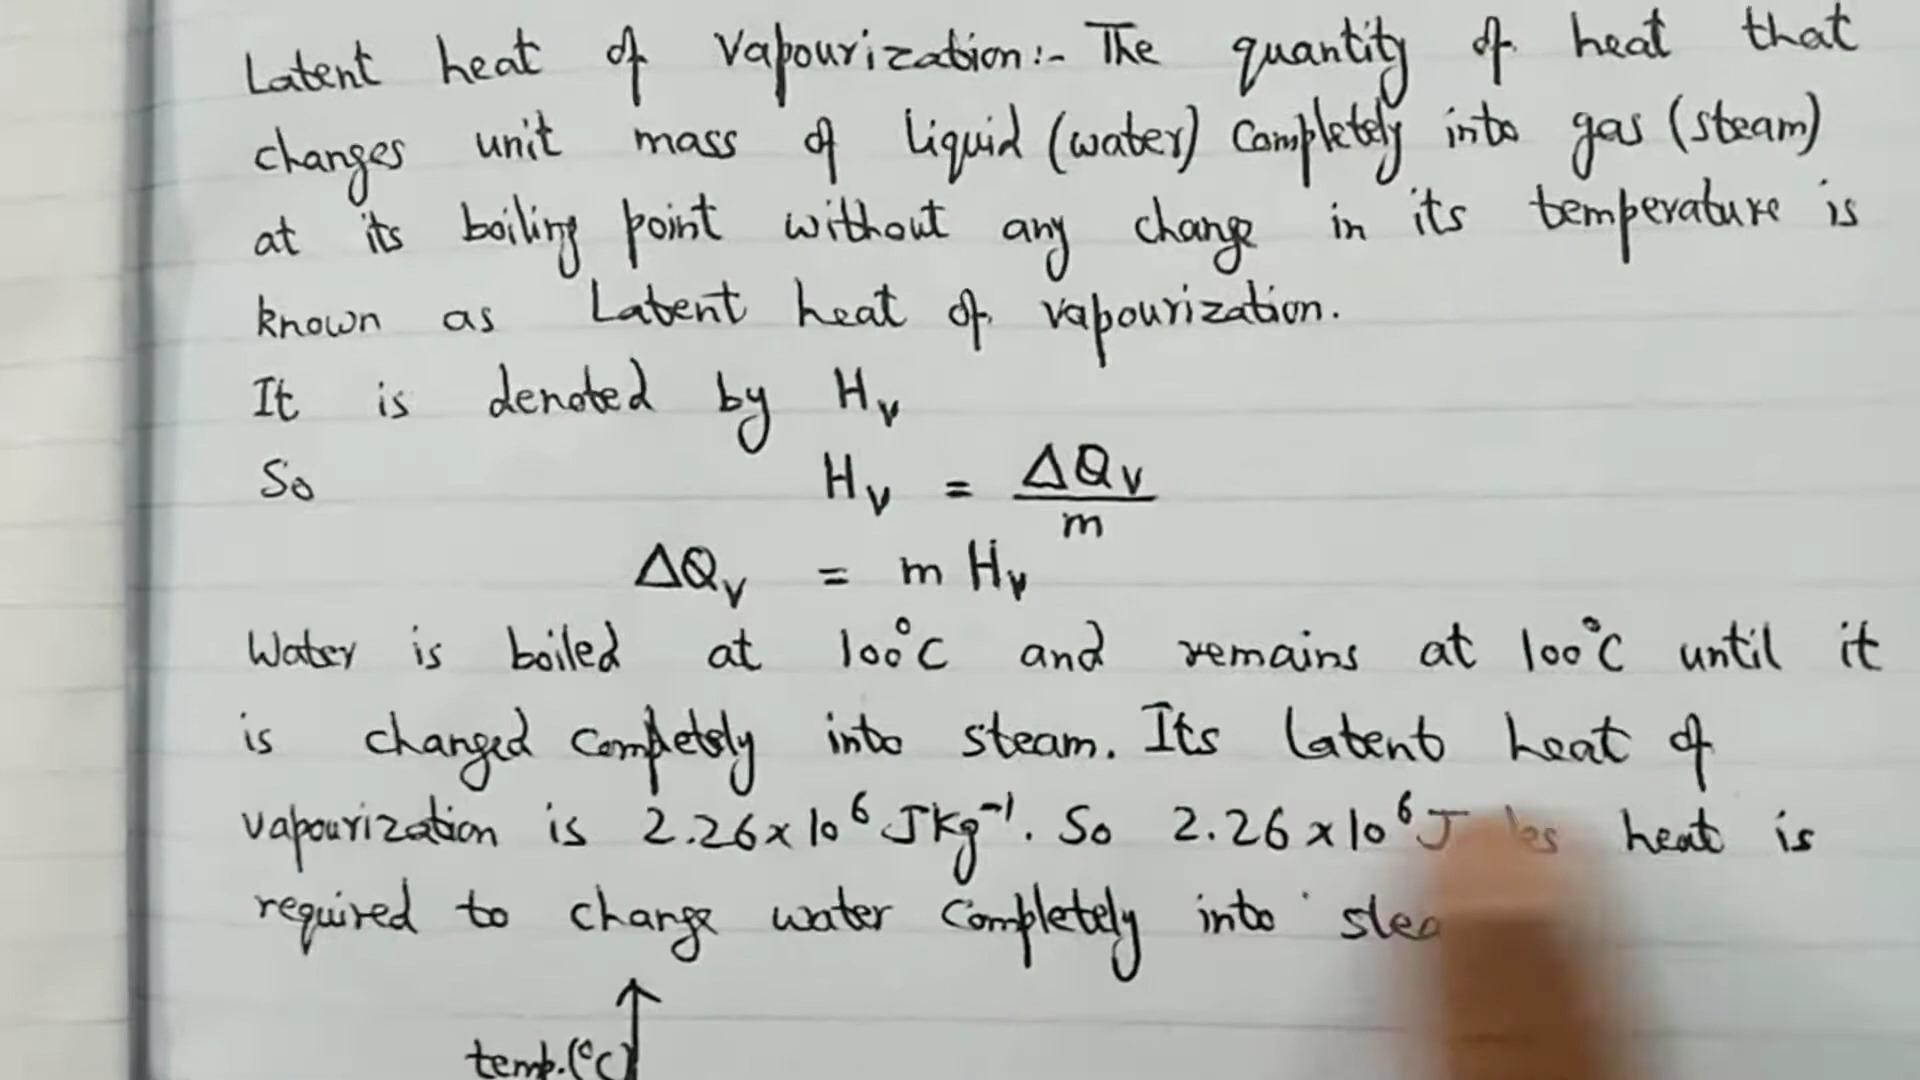 Latent heat of vapourization:- The quantity of heat that
changes unit mass of liquid (water) completely into gas (steam)
at its boiling point without any change in its temperature is
known as Latent heat of vapourization.
It is denoted by Hv
So Hv = ΔQv / m
ΔQv = m Hv
Water is boiled at 100°C and remains at 100°C until it
is changed completely into steam. Its latent heat of
vapourization is 2.26×10⁶ Jkg⁻¹. So 2.26×10⁶ heat is
required to change water completely into
temp.(°C)